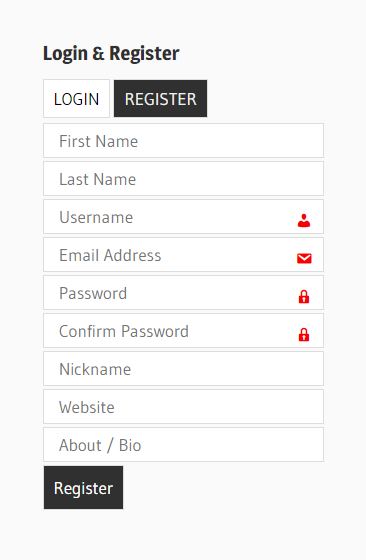 Login & Register
LOGIN REGISTER
First Name
Last Name
Username
Email Address
Password
Confirm Password
Nickname
Website
About / Bio
Register